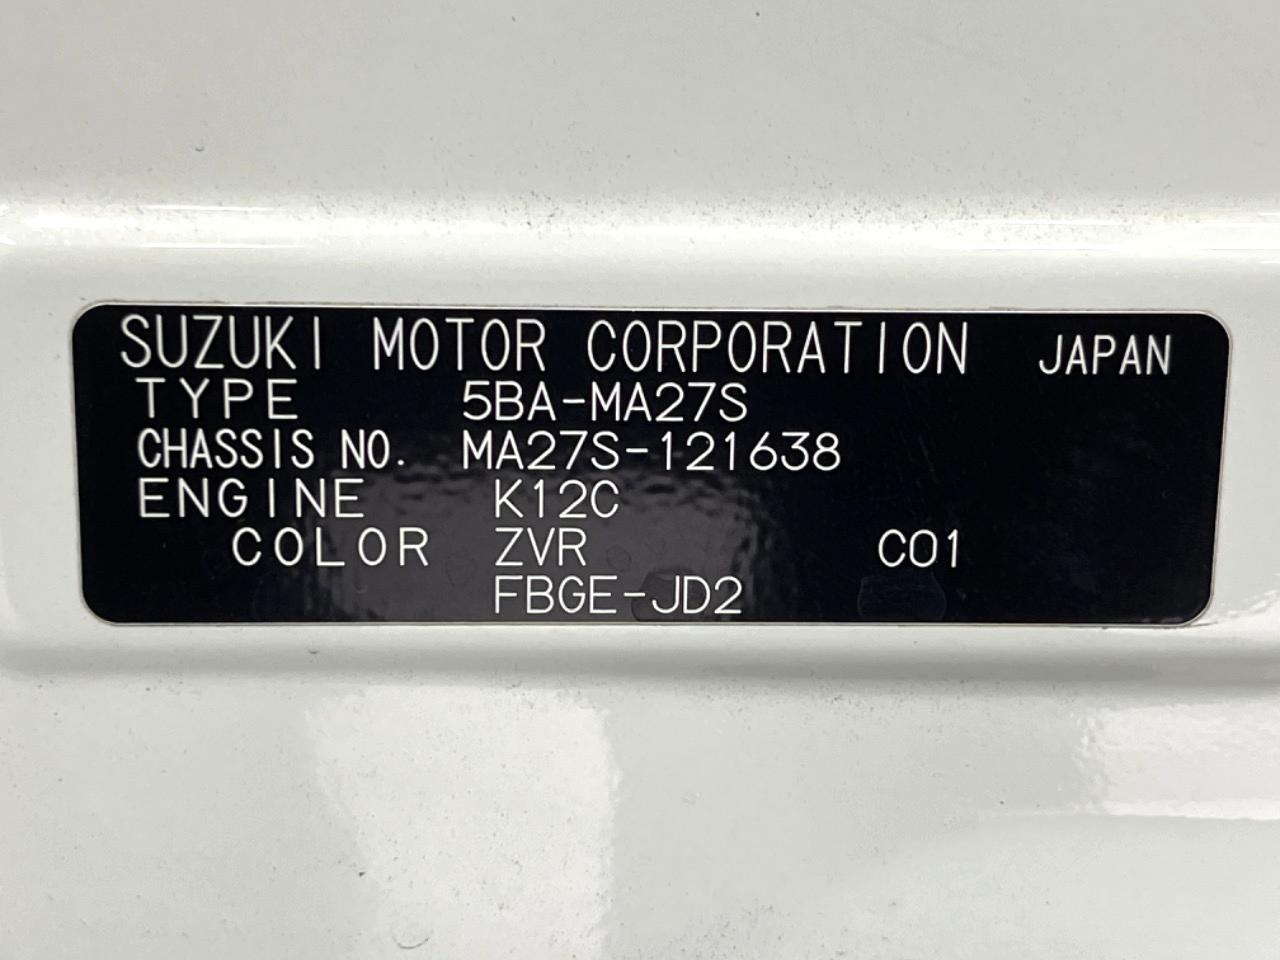 SUZUKI MOTOR CORPORATION JAPAN
TYPE 5BA-MA27S
CHASSIS NO. MA27S-121638
ENGINE K12C
COLOR ZVR C01
FBGE-JD2